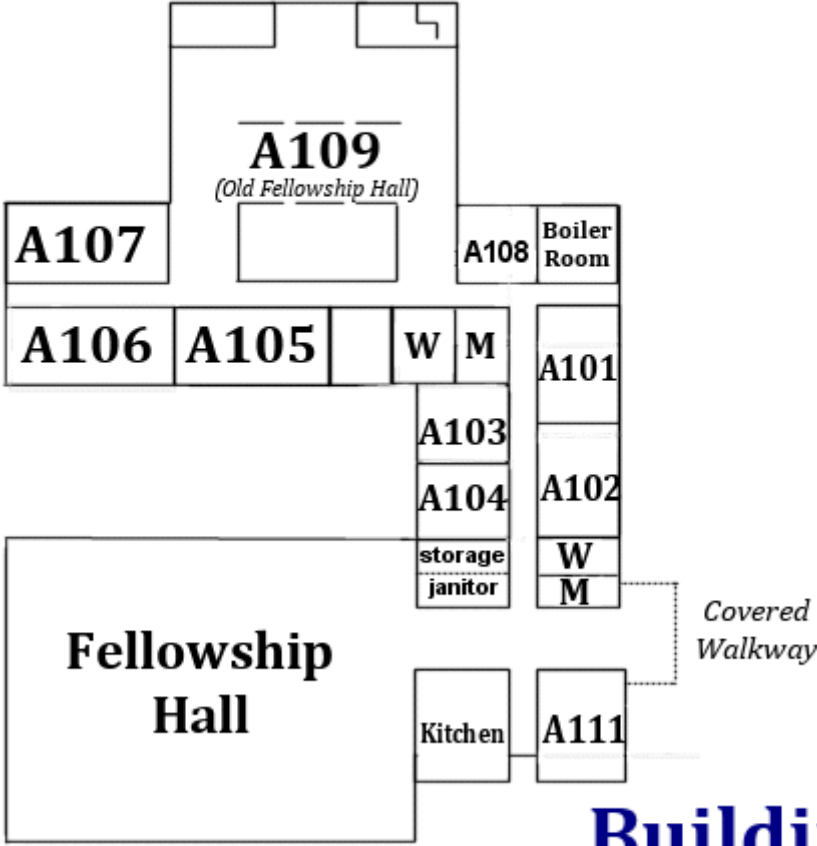 A109
(Old Fellowship Hall)
A107
A108
Boiler
Room
A106
A105
W
M
A101
A103
A104
A102
storage
janitor
W
M
Covered
Walkway
Fellowship
Hall
Kitchen
A111